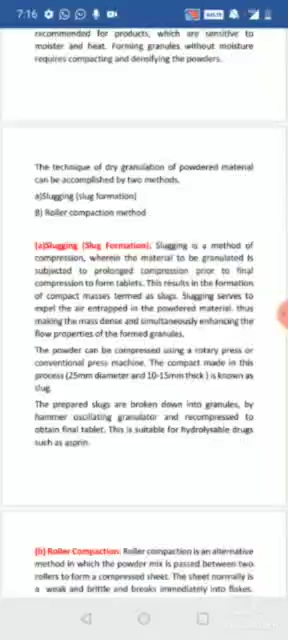 7:16
recommended for products, which are sensitive to
moister and heat. Forming granules without moisture
requires compacting and densifying the powders.
The technique of dry granulation of powdered material
can be accomplished by two methods.
a)Slugging (slug formation)
B) Roller compaction method
(a)Slugging (Slug Formation): Slugging is a method of
compression, wherein the material to be granulated is
subjected to prolonged compression prior to final
compression to form tablets. This results in the formation
of compact masses termed as slugs. Slugging serves to
expel the air entrapped in the powdered material, thus
making the mass dense and simultaneously enhancing the
flow properties of the formed granules.
The powder can be compressed using a rotary press or
conventional press machine. The compact made in this
process (25mm diameter and 10-15mm thick ) is known as
slug.
The prepared slugs are broken down into granules, by
hammer oscillating granulator and recompressed to
obtain final tablet. This is suitable for hydrolysable drugs
such as asprin.
(b) Roller Compaction: Roller compaction is an alternative
method in which the powder mix is passed between two
rollers to form a compressed sheet. The sheet normally is
a weak and brittle and breaks immediately into flakes.